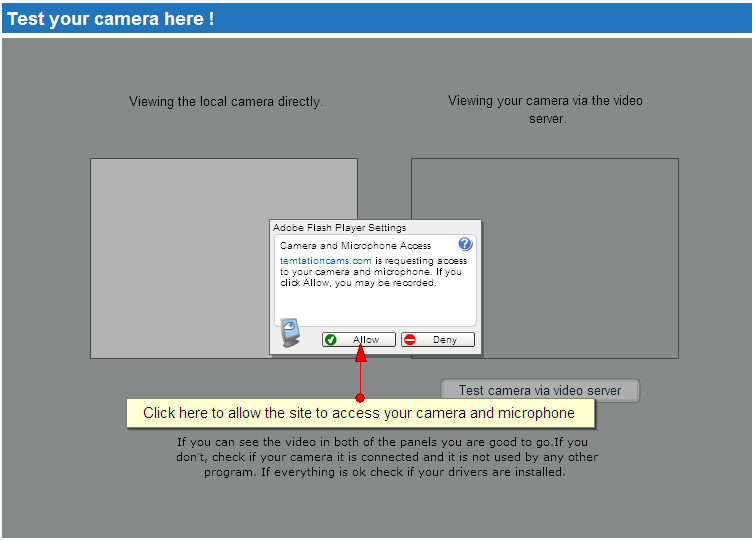 Test your camera here !
Viewing the local camera directly.
Viewing your camera via the video
server.
Adobe Flash Player Settings
Camera and Microphone Access
?
temtationcams.com is requesting access
to your camera and microphone. If you
click Allow, you may be recorded.
Allow
Deny
Test camera via video server
Click here to allow the site to access your camera and microphone
If you can see the video in both of the panels you are good to go.If you
don't, check if your camera it is connected and it is not used by any other
program. If everything is ok check if your drivers are installed.